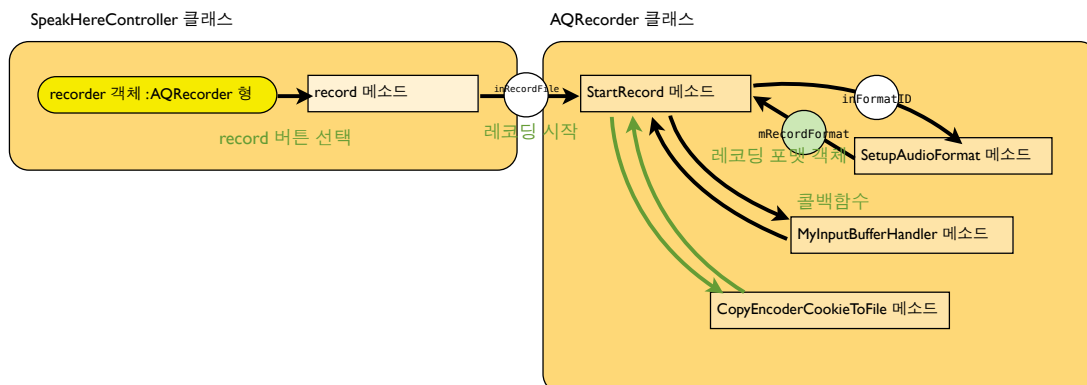 SpeakHereController 클래스
AQRecorder 클래스
recorder 객체 :AQRecorder 형
record 메소드
inRecordFile
StartRecord 메소드
inFormatID
record 버튼 선택
레코딩 시작
mRecordFormat
레코딩 포맷 객체
SetupAudioFormat 메소드
콜백함수
MyInputBufferHandler 메소드
CopyEncoderCookieToFile 메소드